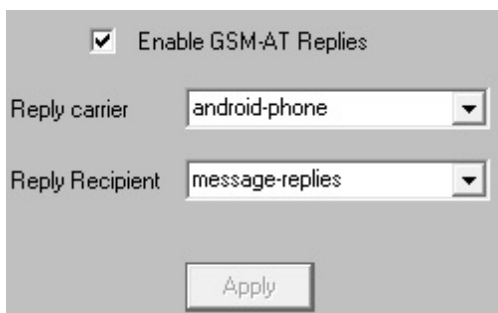 Enable GSM-AT Replies
Reply carrier android-phone
Reply Recipient message-replies
Apply